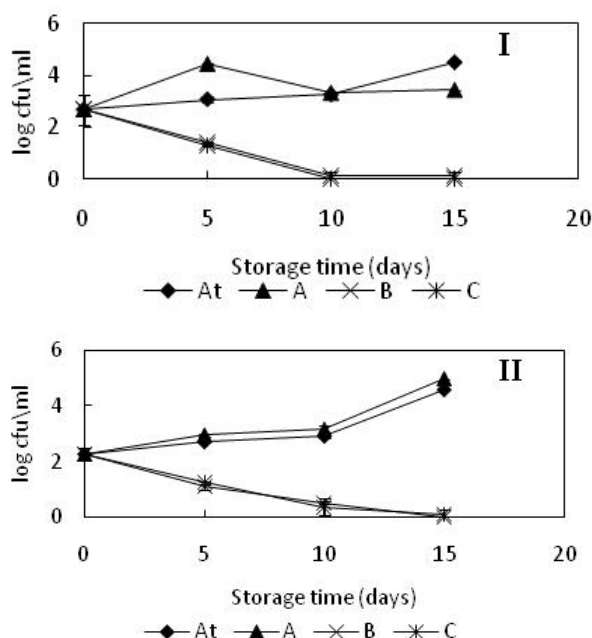 I
6
4
2
0
log cfu\ml
0 5 10 15 20
Storage time (days)
At A B C
II
6
4
2
0
log cfu\ml
0 5 10 15 20
Storage time (days)
At A B C